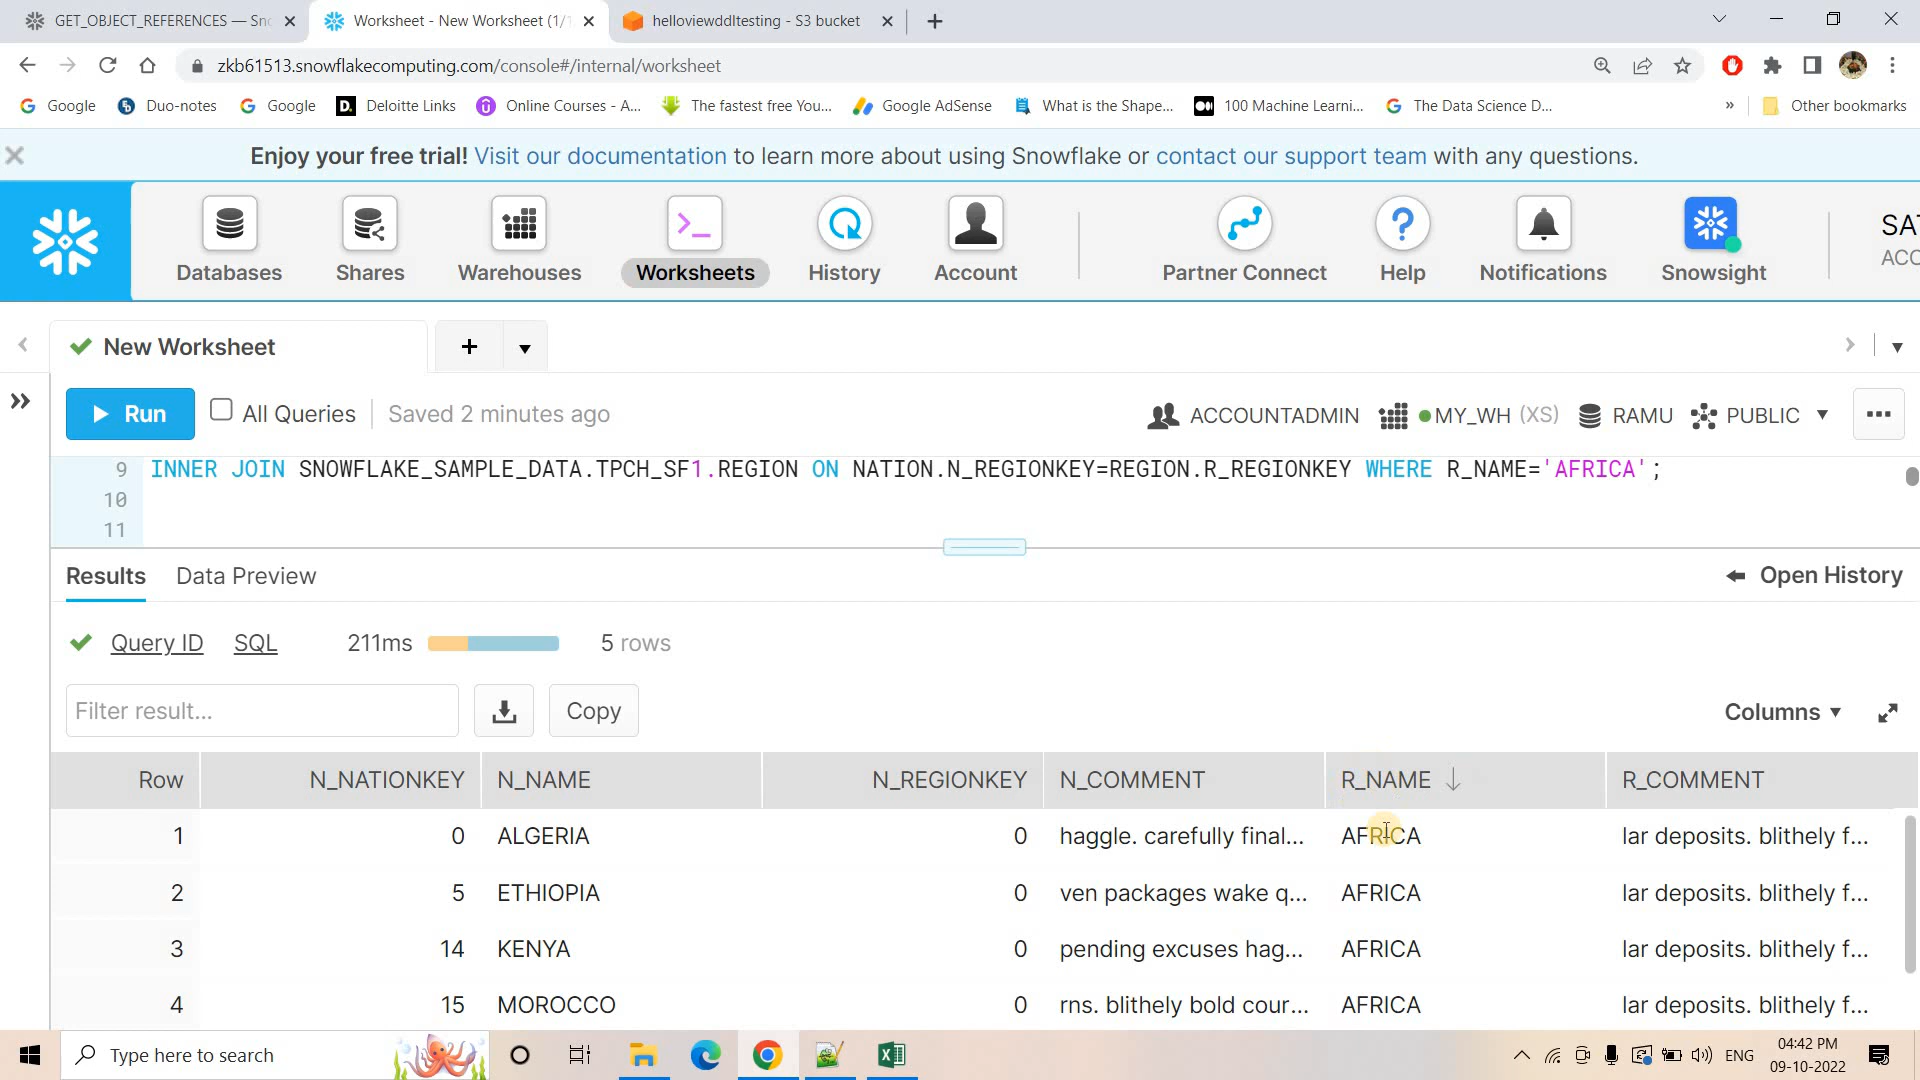 GET_OBJECT_REFERENCES — Sno
Worksheet - New Worksheet (1/1
helloviewddltesting - S3 bucket
zkb61513.snowflakecomputing.com/console#/internal/worksheet
Google
Duo-notes
Google
Deloitte Links
Online Courses - A...
The fastest free You...
Google AdSense
What is the Shape...
100 Machine Learni...
The Data Science D...
»
Other bookmarks
Enjoy your free trial! Visit our documentation to learn more about using Snowflake or contact our support team with any questions.
Databases
Shares
Warehouses
Worksheets
History
Account
Partner Connect
Help
Notifications
Snowsight
SAT
ACC
New Worksheet
Run
All Queries
Saved 2 minutes ago
ACCOUNTADMIN
MY_WH (XS)
RAMU
PUBLIC
9 INNER JOIN SNOWFLAKE_SAMPLE_DATA.TPCH_SF1.REGION ON NATION.N_REGIONKEY=REGION.R_REGIONKEY WHERE R_NAME='AFRICA';
10
11
Results
Data Preview
Open History
Query ID
SQL
211ms
5 rows
Filter result...
Copy
Columns
Row N_NATIONKEY N_NAME N_REGIONKEY N_COMMENT R_NAME R_COMMENT
1 0 ALGERIA 0 haggle. carefully final... AFRICA lar deposits. blithely f...
2 5 ETHIOPIA 0 ven packages wake q... AFRICA lar deposits. blithely f...
3 14 KENYA 0 pending excuses hag... AFRICA lar deposits. blithely f...
4 15 MOROCCO 0 rns. blithely bold cour... AFRICA lar deposits. blithely f...
Type here to search
ENG
04:42 PM
09-10-2022